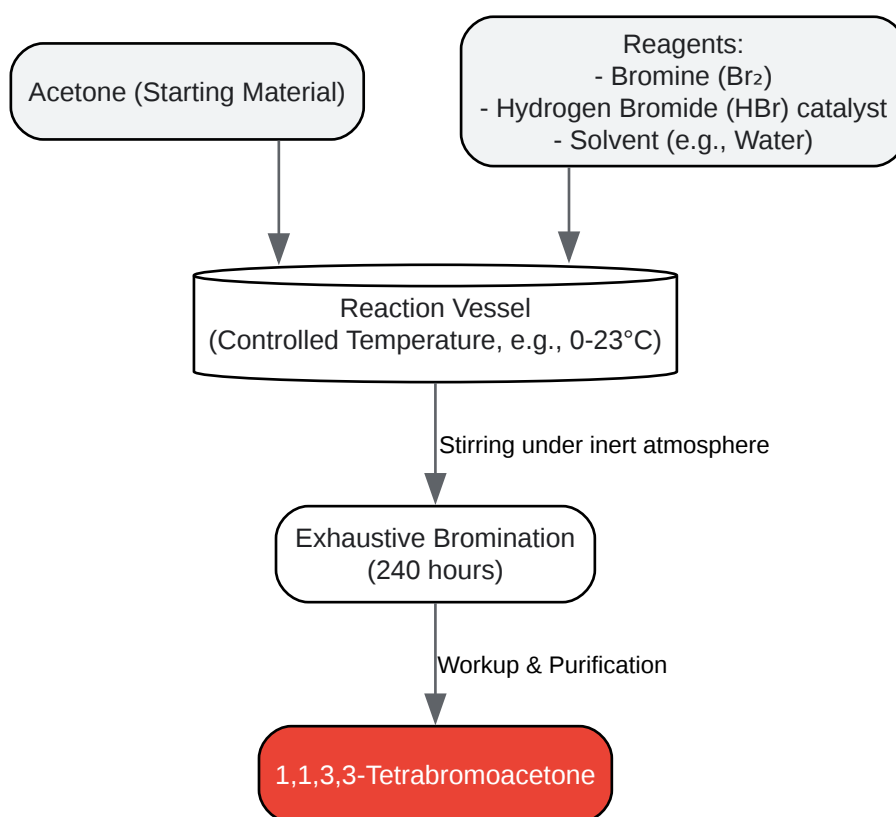 Acetone (Starting Material)
Reagents:
- Bromine (Br₂)
- Hydrogen Bromide (HBr) catalyst
- Solvent (e.g., Water)
Reaction Vessel
(Controlled Temperature, e.g., 0-23°C)
Stirring under inert atmosphere
Exhaustive Bromination
(240 hours)
Workup & Purification
1,1,3,3-Tetrabromoacetone